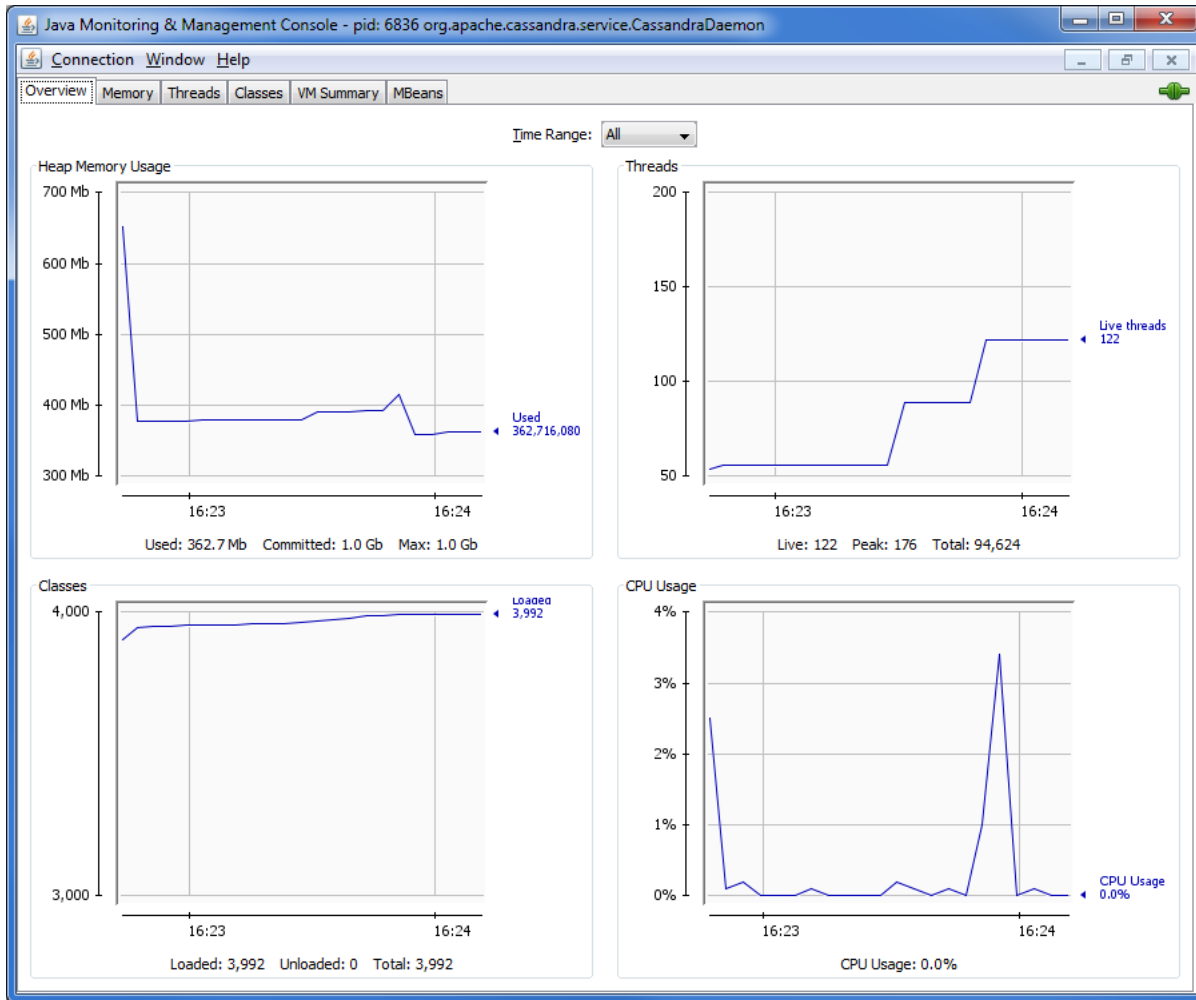 Java Monitoring & Management Console - pid: 6836 org.apache.cassandra.service.CassandraDaemon
Connection Window Help
Overview Memory Threads Classes VM Summary MBeans
Time Range: All
Heap Memory Usage
700 Mb
600 Mb
500 Mb
400 Mb
300 Mb
Used
362,716,080
16:23 16:24
Used: 362.7 Mb Committed: 1.0 Gb Max: 1.0 Gb
Threads
200
150
100
50
Live threads
122
16:23 16:24
Live: 122 Peak: 176 Total: 94,624
Classes
4,000
3,000
Loaded
3,992
16:23 16:24
Loaded: 3,992 Unloaded: 0 Total: 3,992
CPU Usage
4%
3%
2%
1%
0%
CPU Usage
0.0%
16:23 16:24
CPU Usage: 0.0%